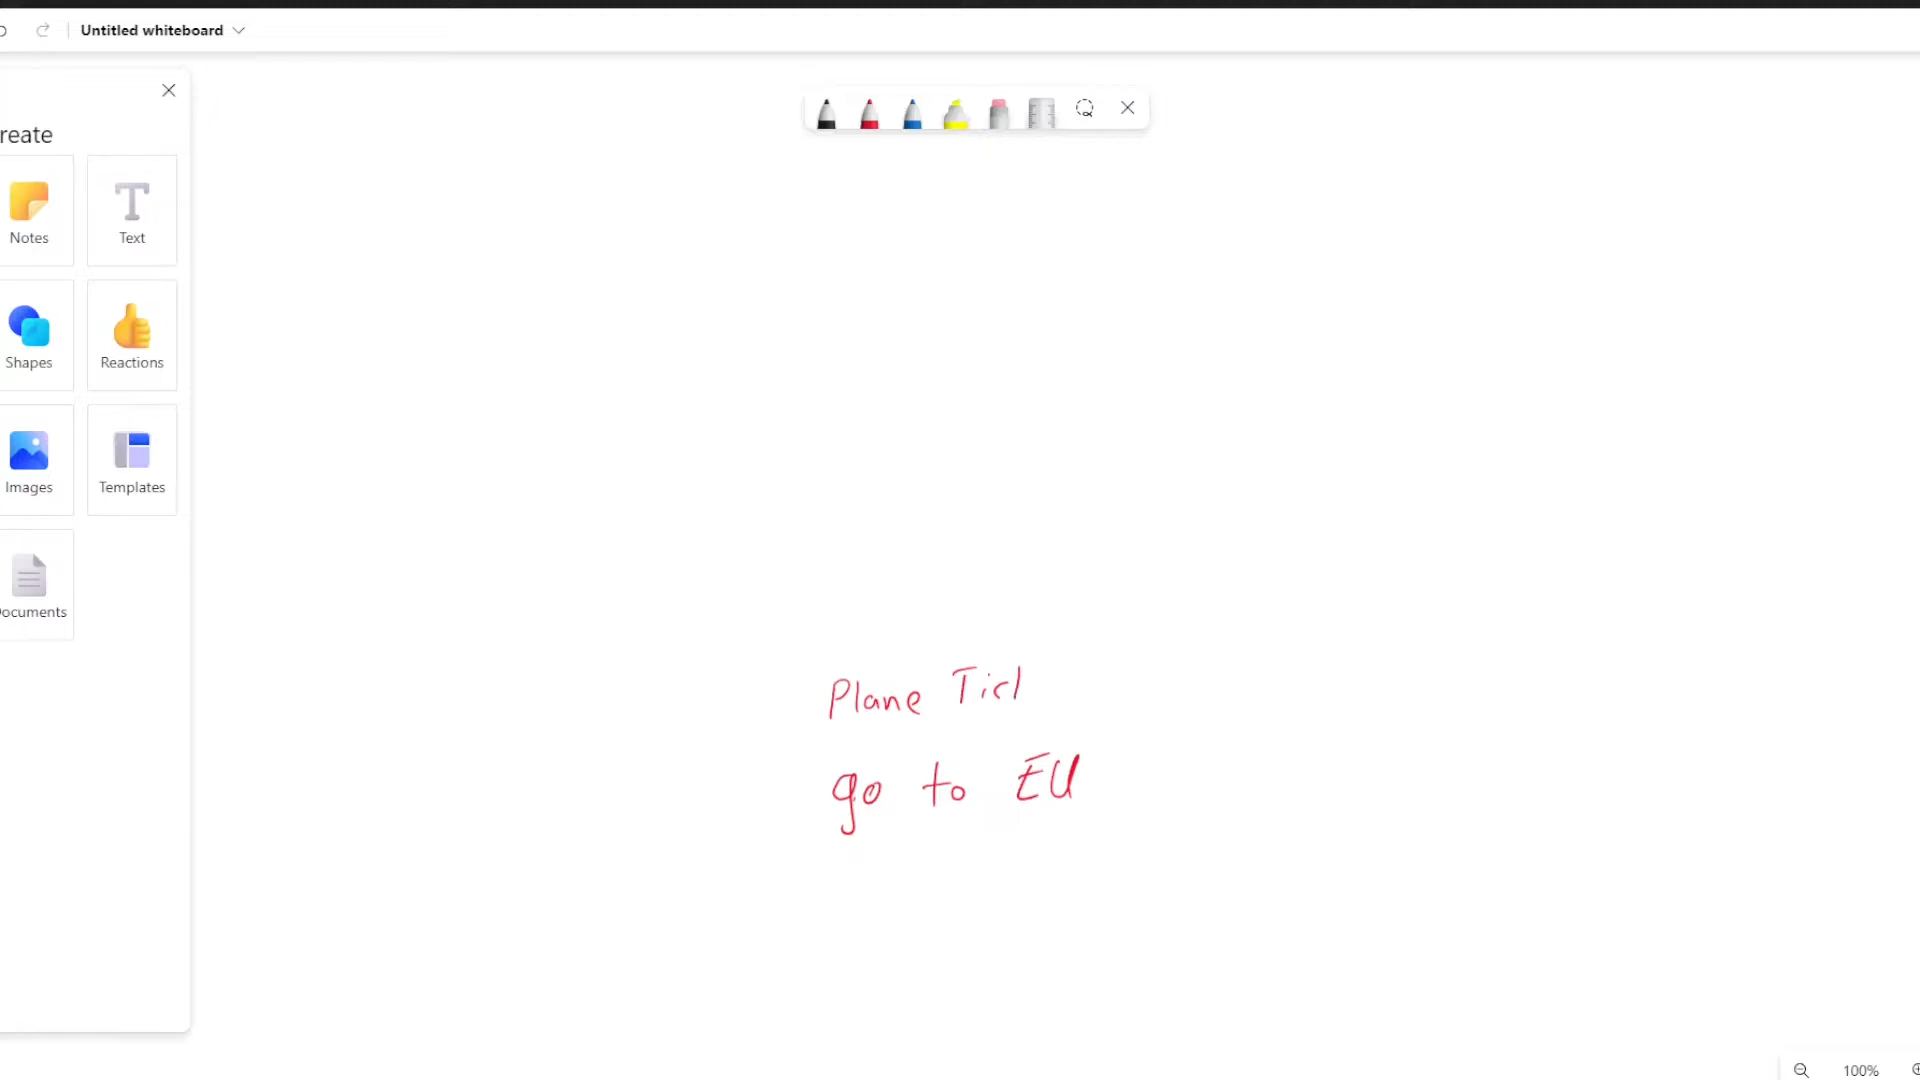 Untitled whiteboard
reate
Notes
Text
Shapes
Reactions
Images
Templates
ocuments
Plane Ticl
go to EU
100%